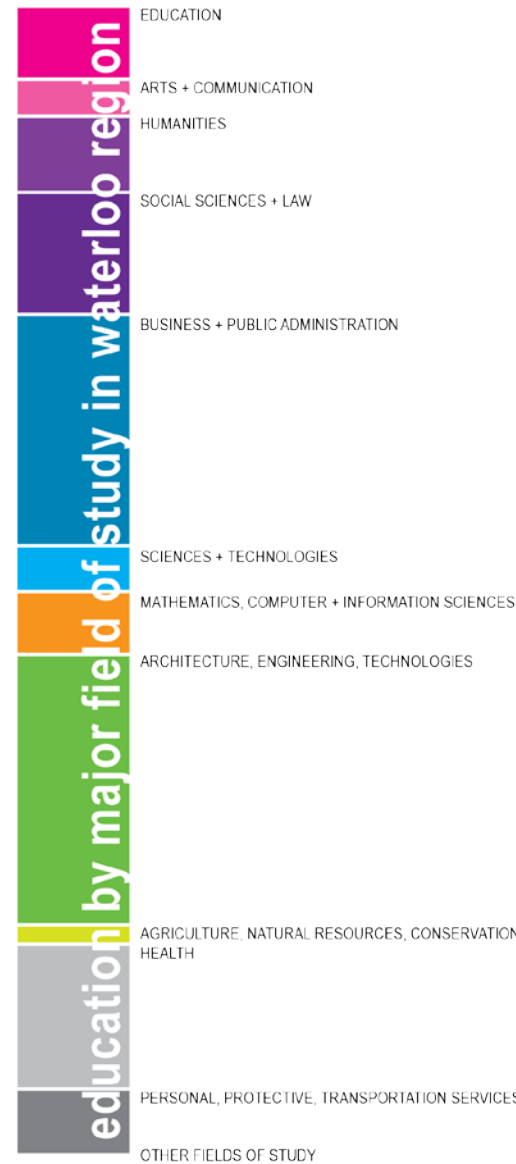 EDUCATION
ARTS + COMMUNICATION
HUMANITIES
SOCIAL SCIENCES + LAW
BUSINESS + PUBLIC ADMINISTRATION
SCIENCES + TECHNOLOGIES
MATHEMATICS, COMPUTER + INFORMATION SCIENCES
ARCHITECTURE, ENGINEERING, TECHNOLOGIES
AGRICULTURE, NATURAL RESOURCES, CONSERVATION
HEALTH
PERSONAL, PROTECTIVE, TRANSPORTATION SERVICES
OTHER FIELDS OF STUDY
education by major field of study in waterloo region